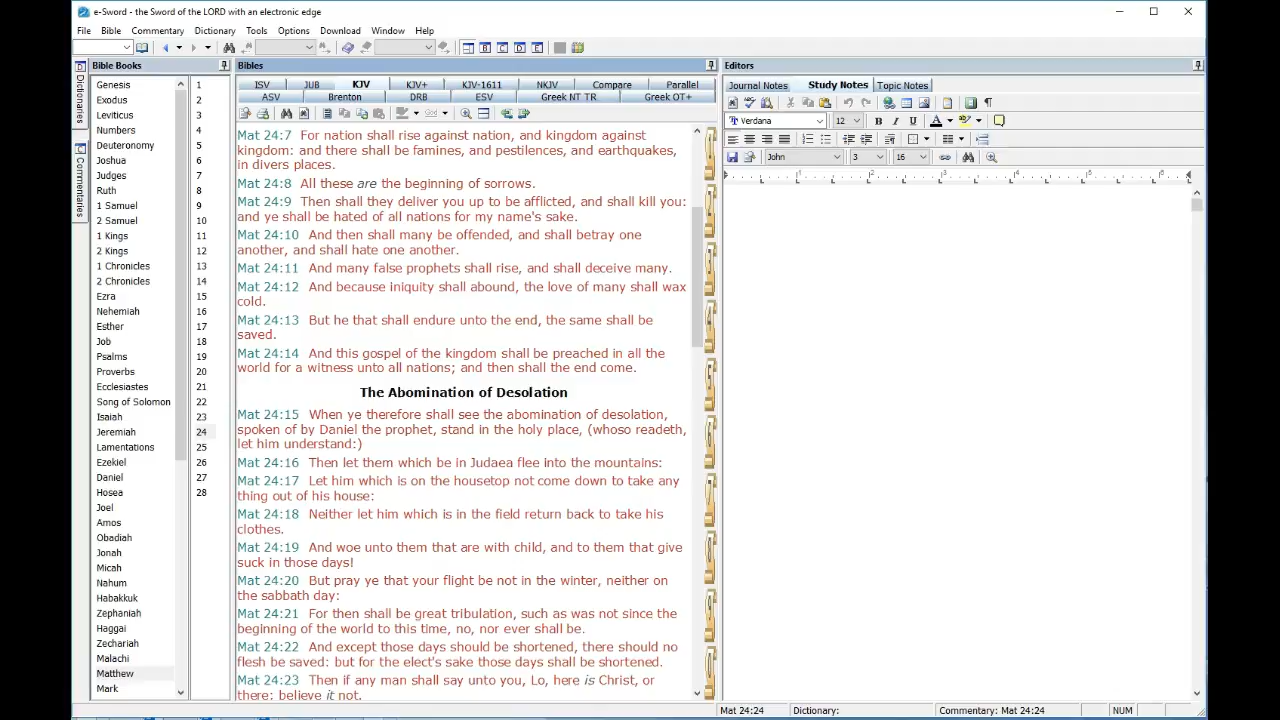 e-Sword - the Sword of the LORD with an electronic edge
File Bible Commentary Dictionary Tools Options Download Window Help
Bible Books
Bibles
Editors
Dictionaries
Commentaries
Genesis 1
Exodus 2
Leviticus 3
Numbers 4
Deuteronomy 5
Joshua 6
Judges 7
Ruth 8
1 Samuel 9
2 Samuel 10
1 Kings 11
2 Kings 12
1 Chronicles 13
2 Chronicles 14
Ezra 15
Nehemiah 16
Esther 17
Job 18
Psalms 19
Proverbs 20
Ecclesiastes 21
Song of Solomon 22
Isaiah 23
Jeremiah 24
Lamentations 25
Ezekiel 26
Daniel 27
Hosea 28
Joel
Amos
Obadiah
Jonah
Micah
Nahum
Habakkuk
Zephaniah
Haggai
Zechariah
Malachi
Matthew
Mark
ISV JUB KJV KJV+ KJV-1611 NKJV Compare Parallel
ASV Brenton DRB ESV Greek NT TR Greek OT+
Mat 24:7 For nation shall rise against nation, and kingdom against
kingdom: and there shall be famines, and pestilences, and earthquakes,
in divers places.
Mat 24:8 All these are the beginning of sorrows.
Mat 24:9 Then shall they deliver you up to be afflicted, and shall kill you:
and ye shall be hated of all nations for my name's sake.
Mat 24:10 And then shall many be offended, and shall betray one
another, and shall hate one another.
Mat 24:11 And many false prophets shall rise, and shall deceive many.
Mat 24:12 And because iniquity shall abound, the love of many shall wax
cold.
Mat 24:13 But he that shall endure unto the end, the same shall be
saved.
Mat 24:14 And this gospel of the kingdom shall be preached in all the
world for a witness unto all nations; and then shall the end come.
The Abomination of Desolation
Mat 24:15 When ye therefore shall see the abomination of desolation,
spoken of by Daniel the prophet, stand in the holy place, (whoso readeth,
let him understand:)
Mat 24:16 Then let them which be in Judaea flee into the mountains:
Mat 24:17 Let him which is on the housetop not come down to take any
thing out of his house:
Mat 24:18 Neither let him which is in the field return back to take his
clothes.
Mat 24:19 And woe unto them that are with child, and to them that give
suck in those days!
Mat 24:20 But pray ye that your flight be not in the winter, neither on
the sabbath day:
Mat 24:21 For then shall be great tribulation, such as was not since the
beginning of the world to this time, no, nor ever shall be.
Mat 24:22 And except those days should be shortened, there should no
flesh be saved: but for the elect's sake those days shall be shortened.
Mat 24:23 Then if any man shall say unto you, Lo, here is Christ, or
there: believe it not.
Journal Notes Study Notes Topic Notes
Verdana 12 B I U
John 3 16
1 2 3 4 5 6
Mat 24:24 Dictionary: Commentary: Mat 24:24 NUM